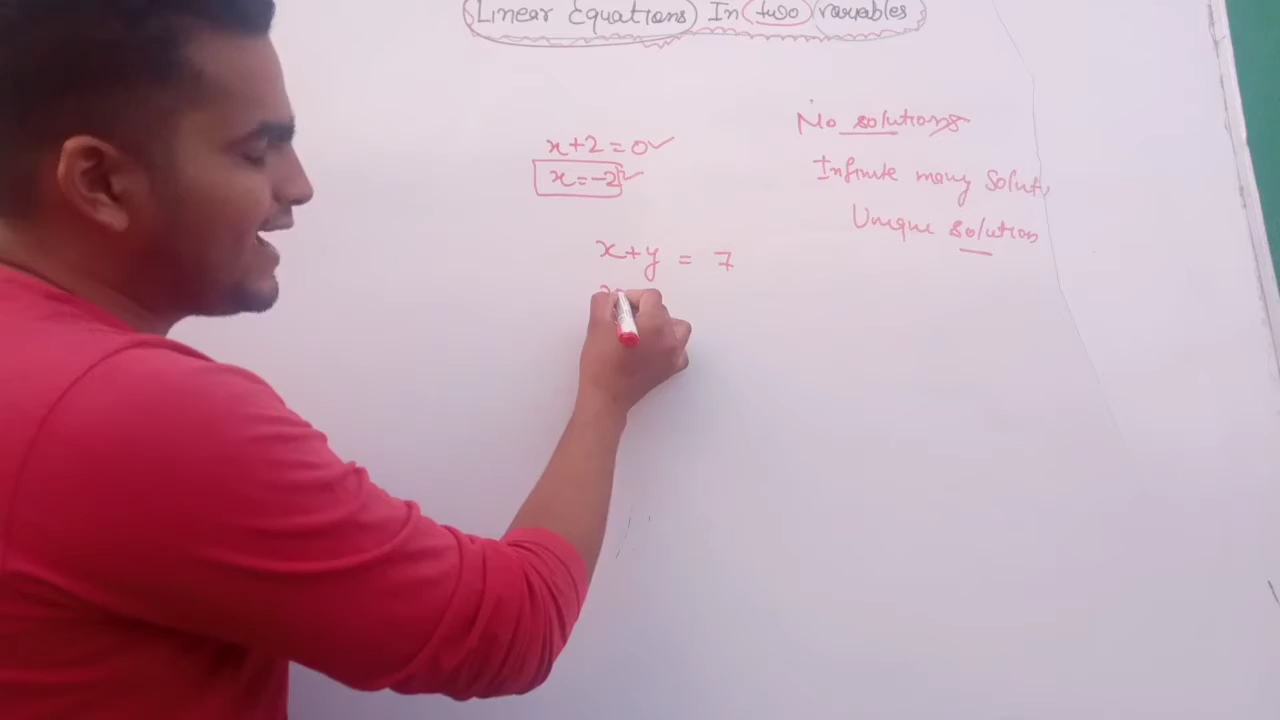 Linear Equations In two variables
x+2=0✓
x=-2✓
x+y = 7
No solutions
Infinite many Solut
Unique solution